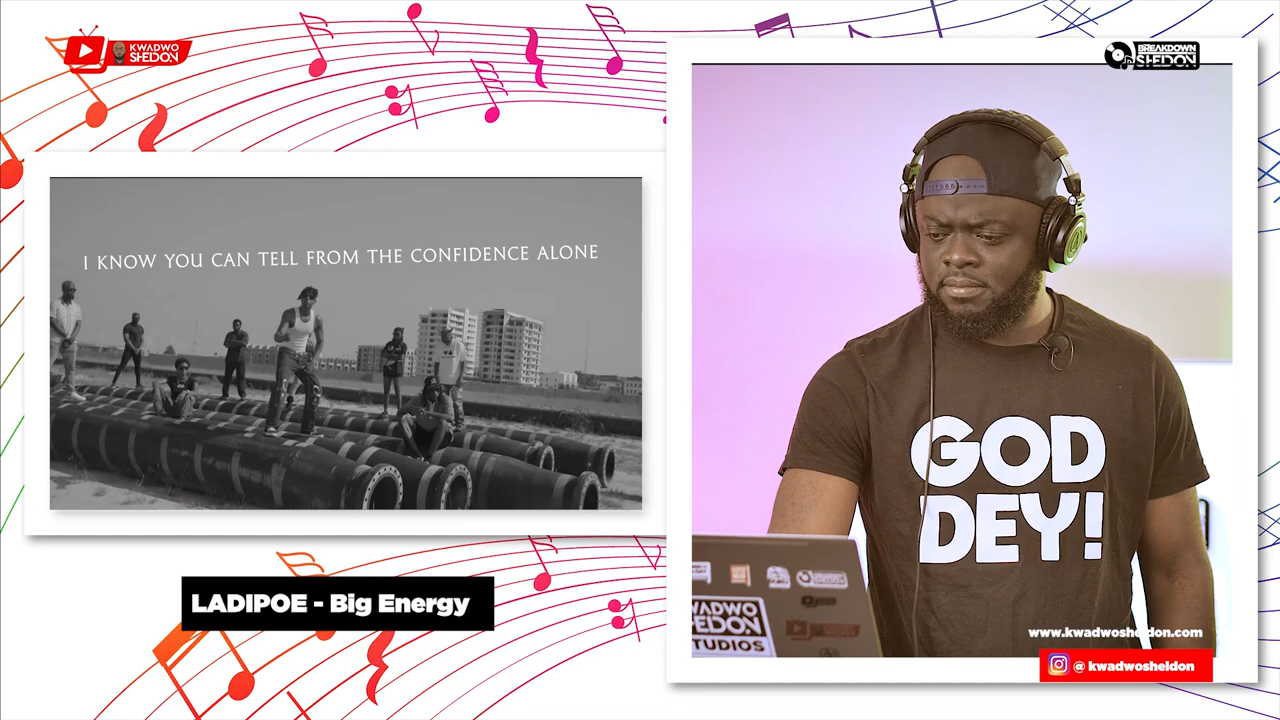 KWADWO
SHEDON
BREAKDOWN
SHEDON
I KNOW YOU CAN TELL FROM THE CONFIDENCE ALONE
GOD
DEY!
LADIPOE - Big Energy
KWADWO
SHEDON
STUDIOS
www.kwadwosheldon.com
@ kwadwosheldon